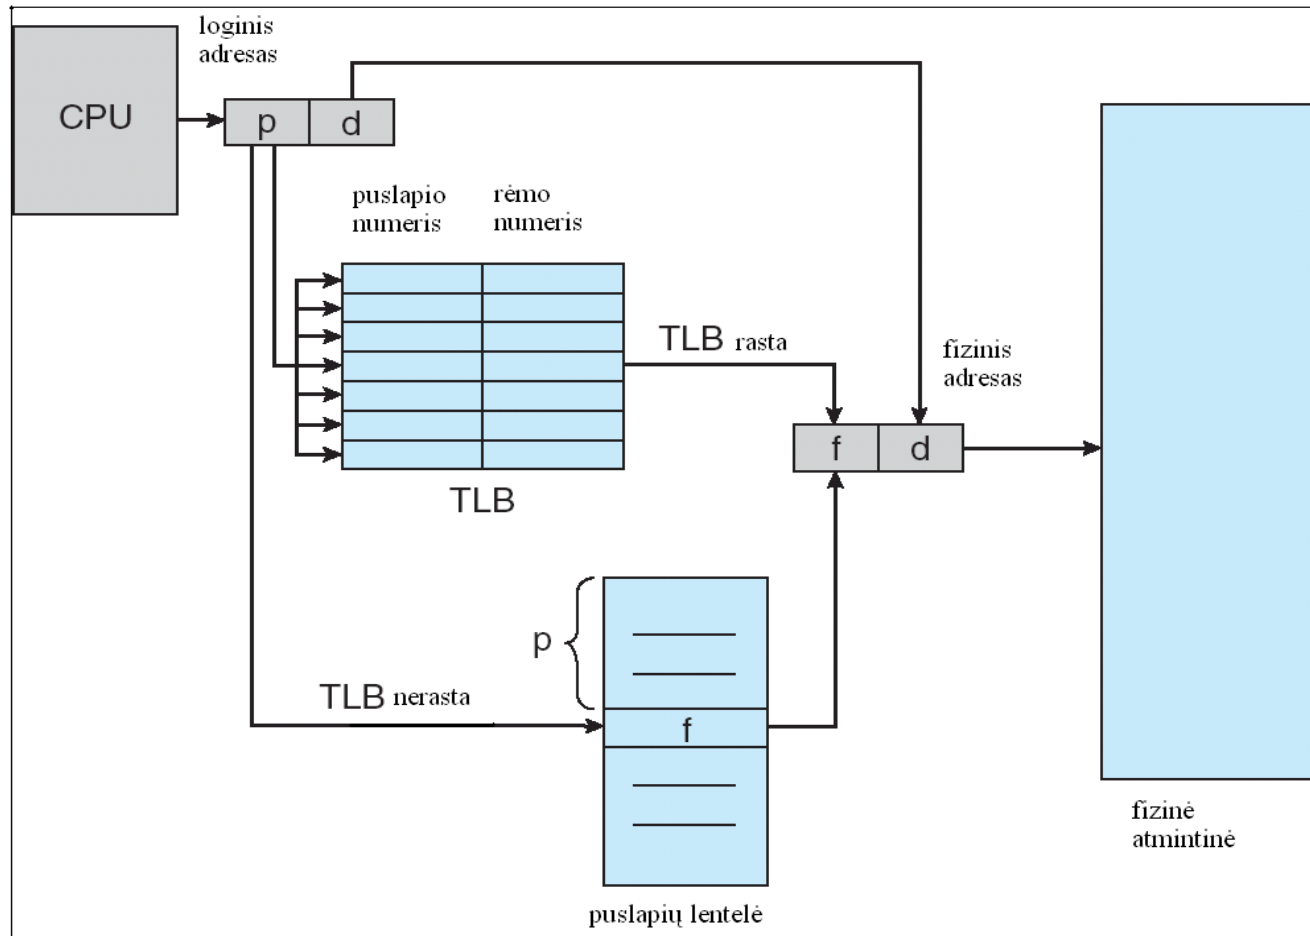 loginis
adresas
CPU
p
d
puslapio
numeris
rėmo
numeris
TLB rasta
fizinis
adresas
f
d
TLB
p
TLB nerasta
f
fizinė
atmintinė
puslapių lentelė